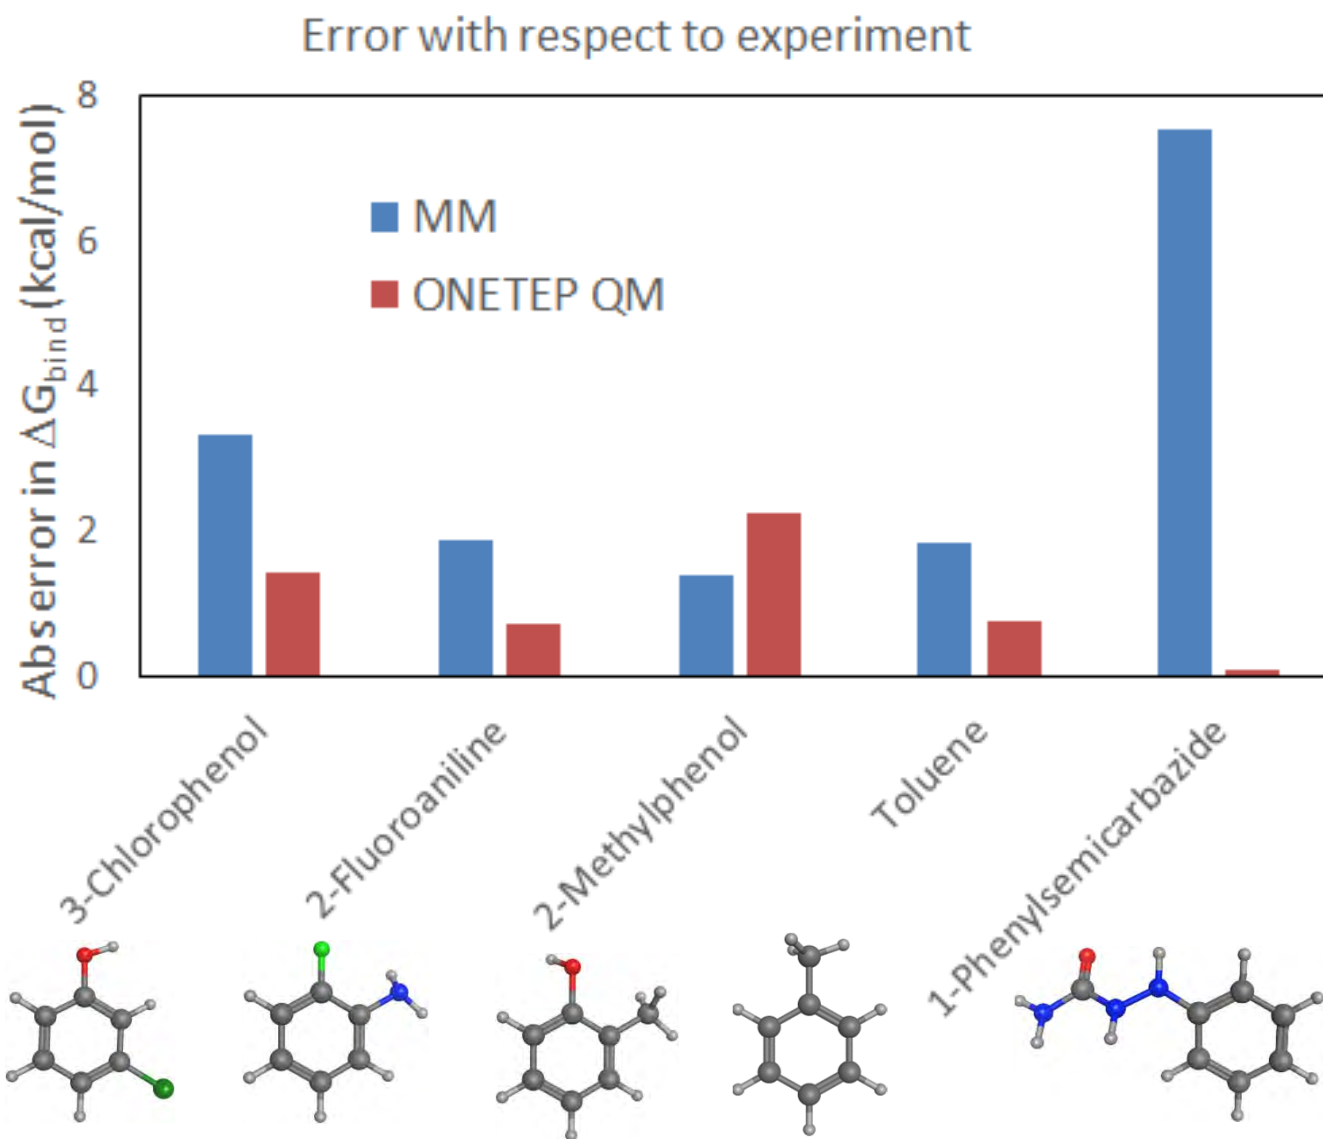 Error with respect to experiment
Abs error in ΔG_bind (kcal/mol)
8
6
4
2
0
MM
ONETEP QM
3-Chlorophenol
2-Fluoroaniline
2-Methylphenol
Toluene
1-Phenylsemicarbazide